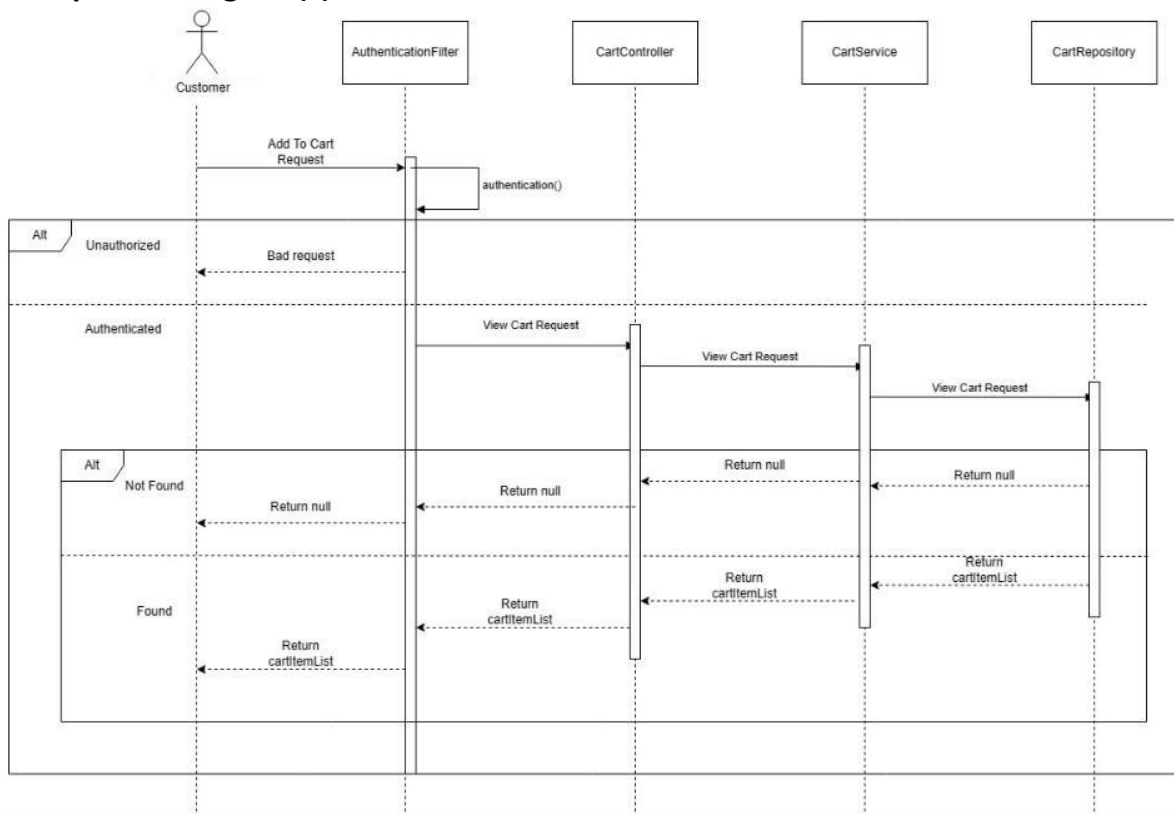 AuthenticationFilter
CartController
CartService
CartRepository
Customer
Add To Cart
Request
authentication()
Alt
Unauthorized
Bad request
Authenticated
View Cart Request
View Cart Request
View Cart Request
Alt
Not Found
Return null
Return null
Return null
Return null
Found
Return
cartItemList
Return
cartItemList
Return
cartItemList
Return
cartItemList